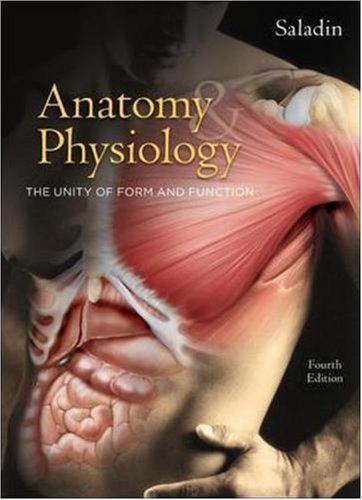 Saladin
Anatomy &
Physiology
THE UNITY OF FORM AND FUNCTION
Fourth
Edition